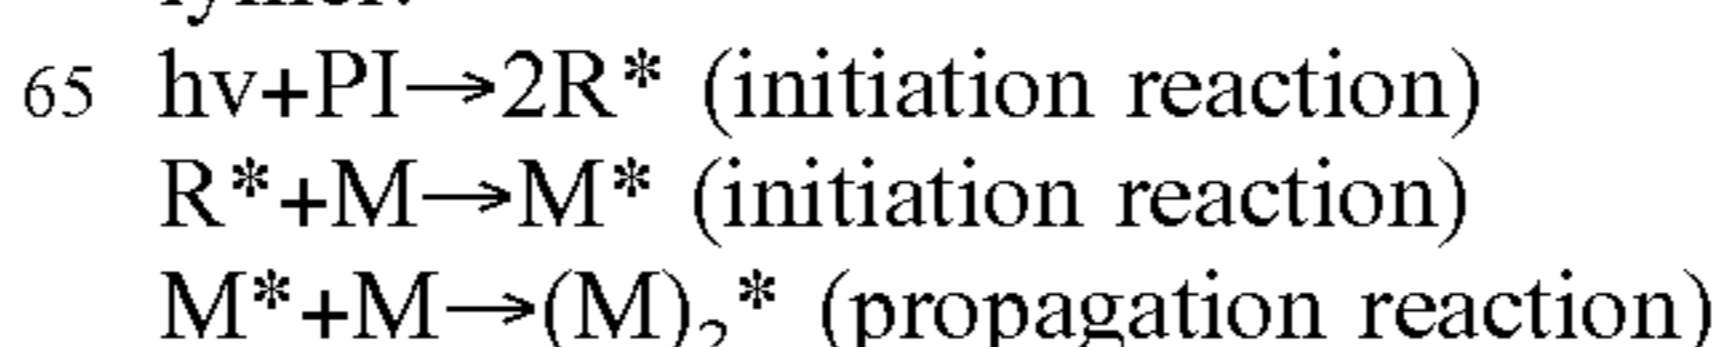 65 hv+PI→2R* (initiation reaction)
R*+M→M* (initiation reaction)
M*+M→(M)₂* (propagation reaction)